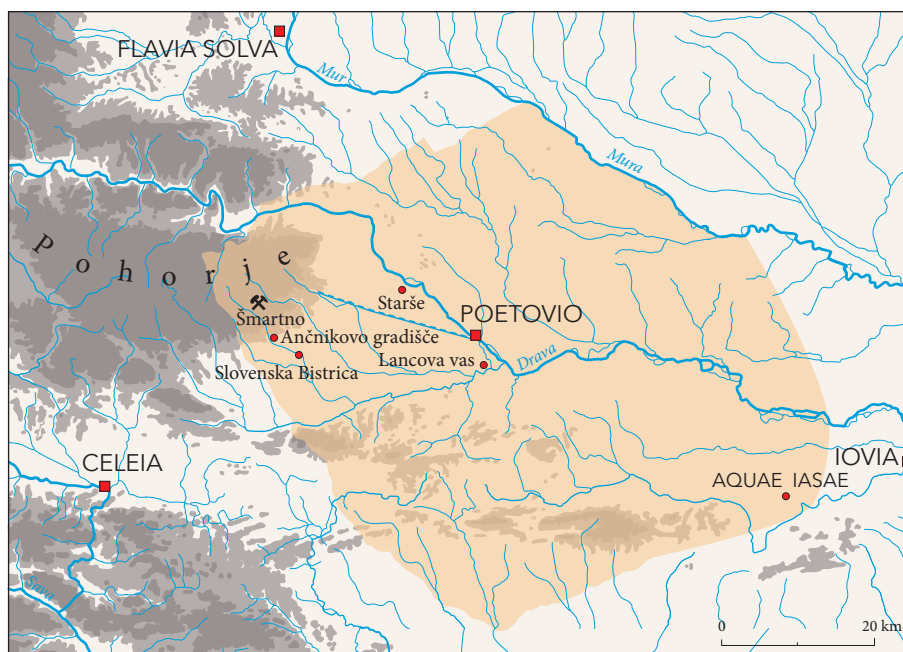 FLAVIA SOLVA
Mur
Mura
Pohorje
Starše
Šmartno
POETOVIO
Ančnikovo gradišče
Drava
Lancova vas
Slovenska Bistrica
CELEIA
IOVIA
AQUAE IASAE
Sava
0 20 km